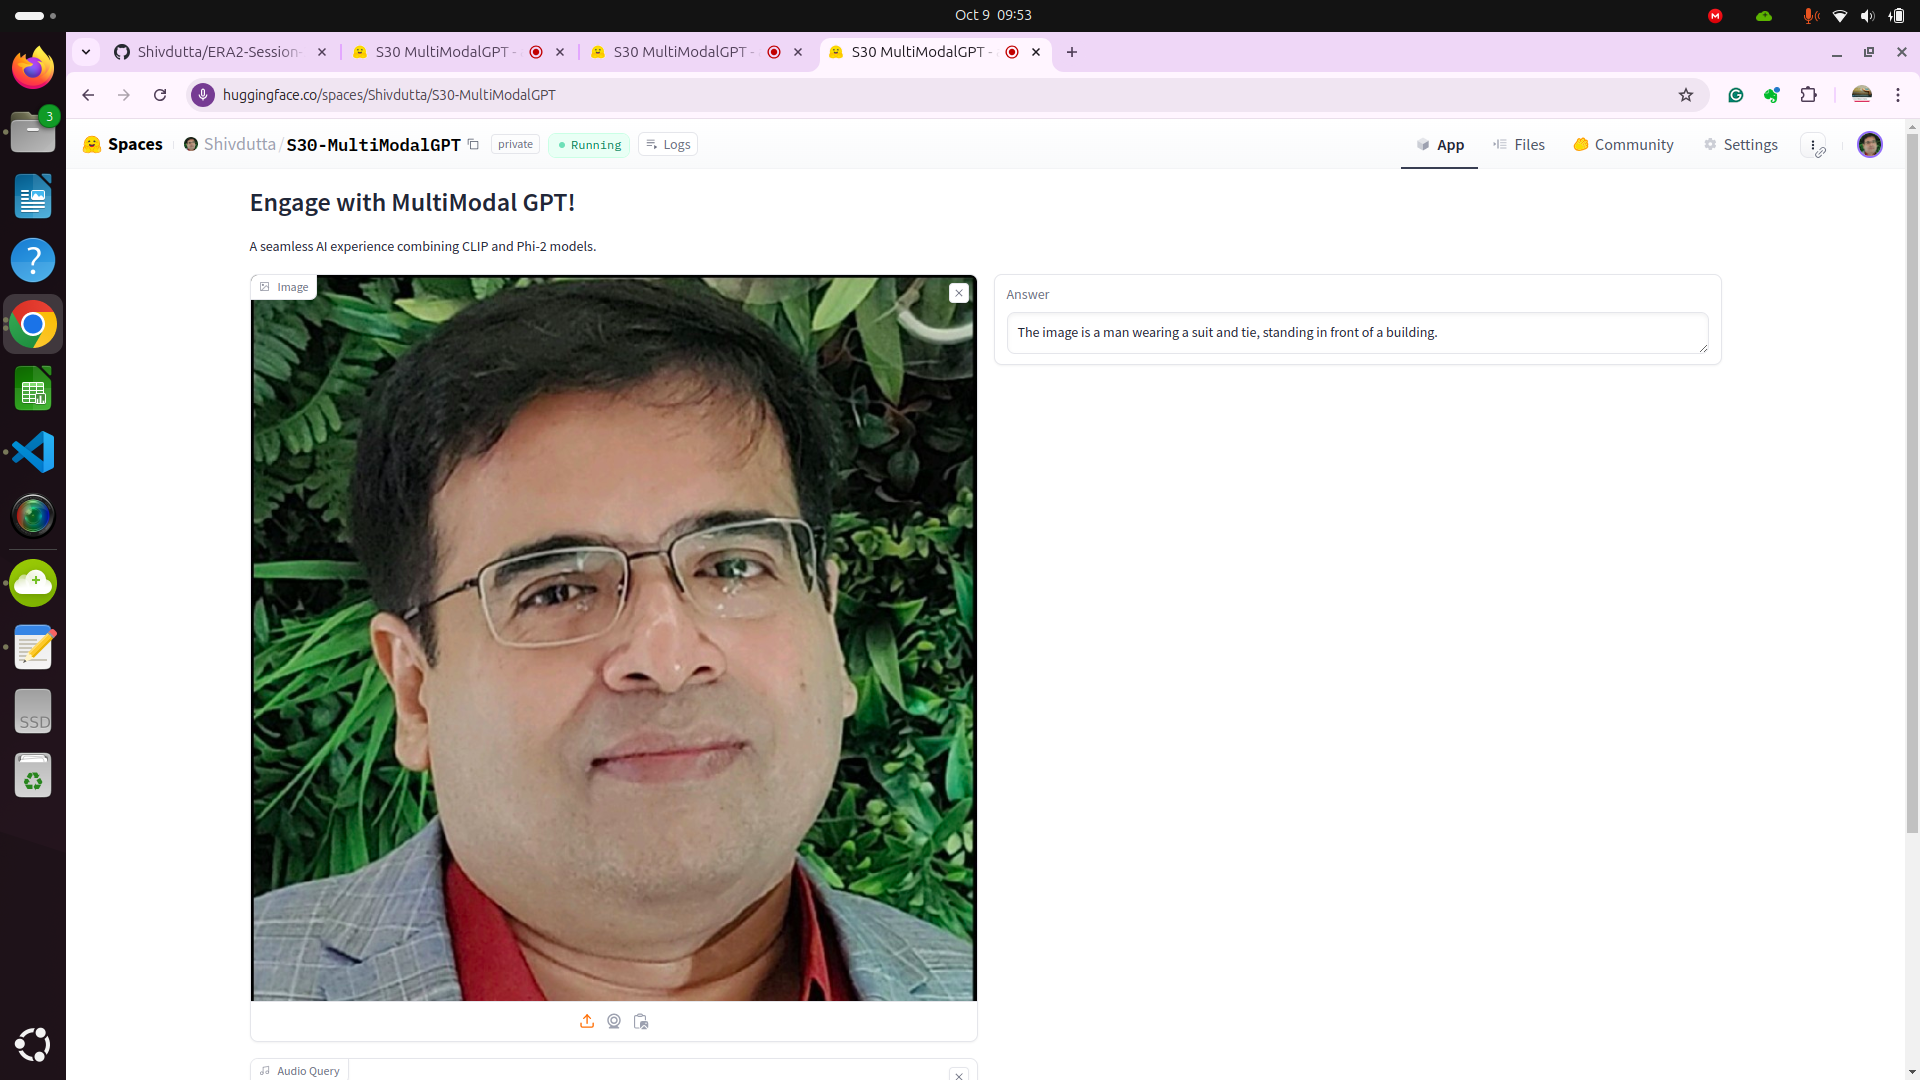 Oct 9 09:53
Shivdutta/ERA2-Session-
S30 MultiModalGPT -
S30 MultiModalGPT -
S30 MultiModalGPT -
huggingface.co/spaces/Shivdutta/S30-MultiModalGPT
3
Spaces
Shivdutta/S30-MultiModalGPT
private
Running
Logs
App
Files
Community
Settings
Engage with MultiModal GPT!
A seamless AI experience combining CLIP and Phi-2 models.
Image
Answer
The image is a man wearing a suit and tie, standing in front of a building.
SSD
Audio Query